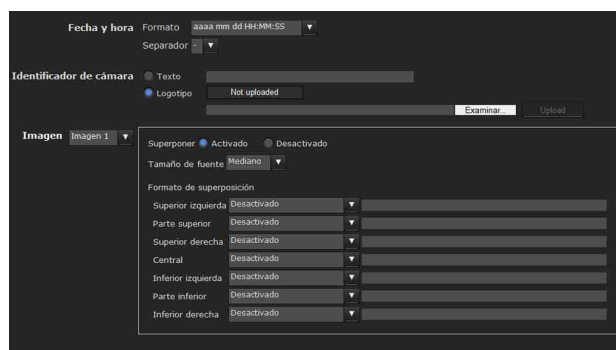 Fecha y hora Formato aaaa mm dd HH:MM:SS
Separador -
Identificador de cámara Texto
Logotipo Not uploaded
Examinar... Upload
Imagen Imagen 1
Superponer Activado Desactivado
Tamaño de fuente Mediano
Formato de superposición
Superior izquierda Desactivado
Parte superior Desactivado
Superior derecha Desactivado
Central Desactivado
Inferior izquierda Desactivado
Parte inferior Desactivado
Inferior derecha Desactivado